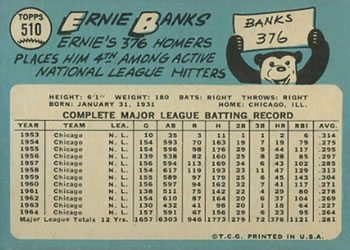 TOPPS
510
ERNIE BANKS
ERNIE'S 376 HOMERS
PLACES HIM 4TH AMONG ACTIVE
NATIONAL LEAGUE HITTERS
BANKS
376
HEIGHT: 6'1" WEIGHT: 180 BATS: RIGHT THROWS: RIGHT
BORN: JANUARY 31, 1931 HOME: CHICAGO, ILL.
COMPLETE MAJOR LEAGUE BATTING RECORD
YEAR TEAM LEA. G AB R H 2B 3B HR RBI AVG.
1953 Chicago N.L. 10 35 3 11 1 1 2 6 .314
1954 Chicago N.L. 154 593 70 163 19 7 19 79 .275
1955 Chicago N.L. 154 596 98 176 29 9 44 117 .295
1956 Chicago N.L. 139 538 82 160 25 8 28 85 .297
1957 Chicago N.L. 156 594 113 169 34 6 43 102 .285
1958 Chicago N.L. 154 617 119 193 23 11 47 129 .313
1959 Chicago N.L. 155 589 97 179 25 6 45 143 .304
1960 Chicago N.L. 156 597 94 162 32 7 41 117 .271
1961 Chicago N.L. 138 511 75 142 22 4 29 80 .278
1962 Chicago N.L. 154 610 87 164 20 6 37 104 .269
1963 Chicago N.L. 130 432 41 98 20 1 18 64 .227
1964 Chicago N.L. 157 591 67 156 29 6 23 95 .264
Major League Totals 12 Yrs. 1657 6303 946 1773 1121 .281
©T.C.G. PRINTED IN U.S.A.